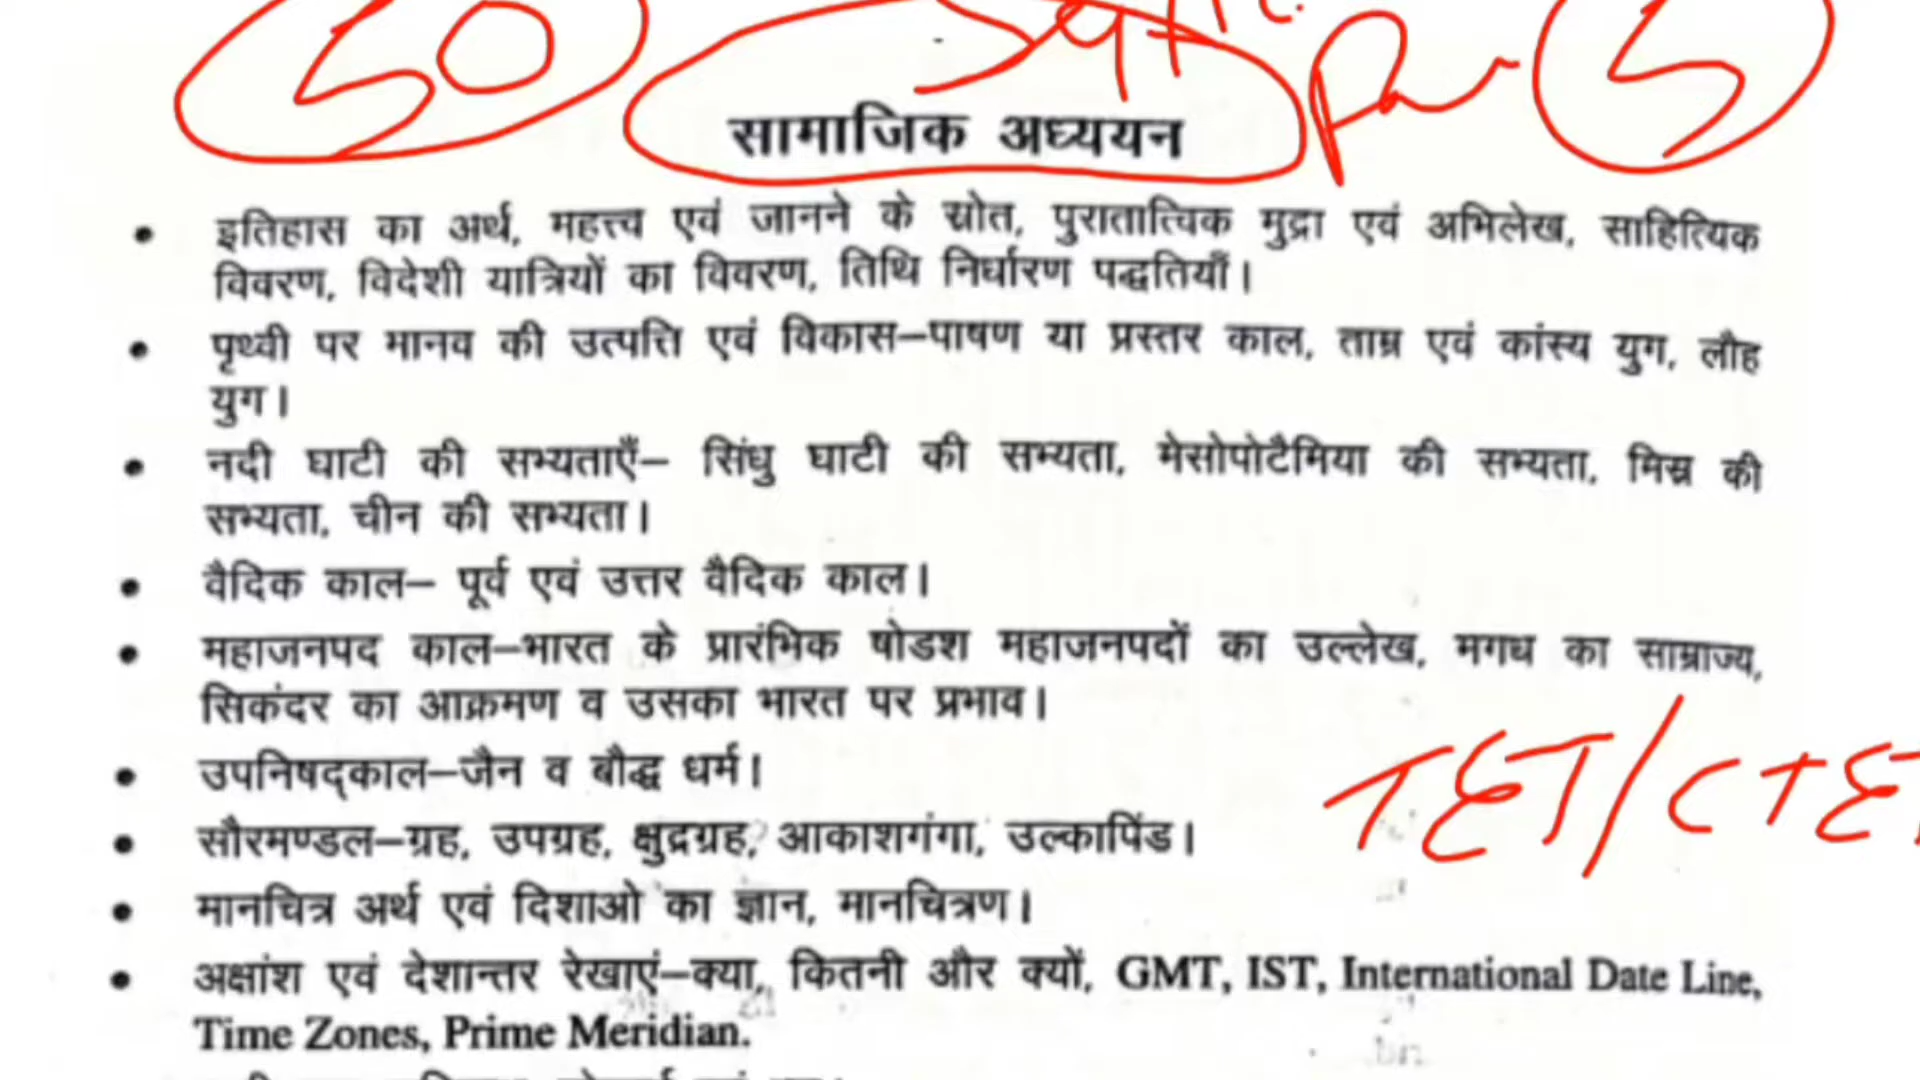 50
सामाजिक अध्ययन
5
• इतिहास का अर्थ, महत्त्व एवं जानने के स्रोत, पुरातात्विक मुद्रा एवं अभिलेख, साहित्यिक
विवरण, विदेशी यात्रियों का विवरण, तिथि निर्धारण पद्धतियाँ।
• पृथ्वी पर मानव की उत्पत्ति एवं विकास–पाषण या प्रस्तर काल, ताम्र एवं कांस्य युग, लौह
युग।
• नदी घाटी की सभ्यताएँ– सिंधु घाटी की सभ्यता, मेसोपोटैमिया की सभ्यता, मिस्र की
सभ्यता, चीन की सभ्यता।
• वैदिक काल– पूर्व एवं उत्तर वैदिक काल।
• महाजनपद काल–भारत के प्रारंभिक षोडश महाजनपदों का उल्लेख, मगध का साम्राज्य,
सिकंदर का आक्रमण व उसका भारत पर प्रभाव।
• उपनिषद्काल–जैन व बौद्ध धर्म।
TET/CTET
• सौरमण्डल–ग्रह, उपग्रह, क्षुद्रग्रह, आकाशगंगा, उल्कापिंड।
• मानचित्र अर्थ एवं दिशाओ का ज्ञान, मानचित्रण।
• अक्षांश एवं देशान्तर रेखाएं–क्या, कितनी और क्यों, GMT, IST, International Date Line,
Time Zones, Prime Meridian.